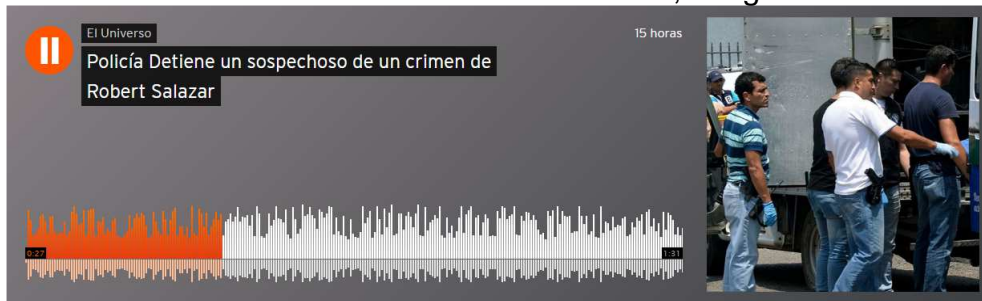 El Universo
15 horas
Policía Detiene un sospechoso de un crimen de
Robert Salazar
0:27
1:31